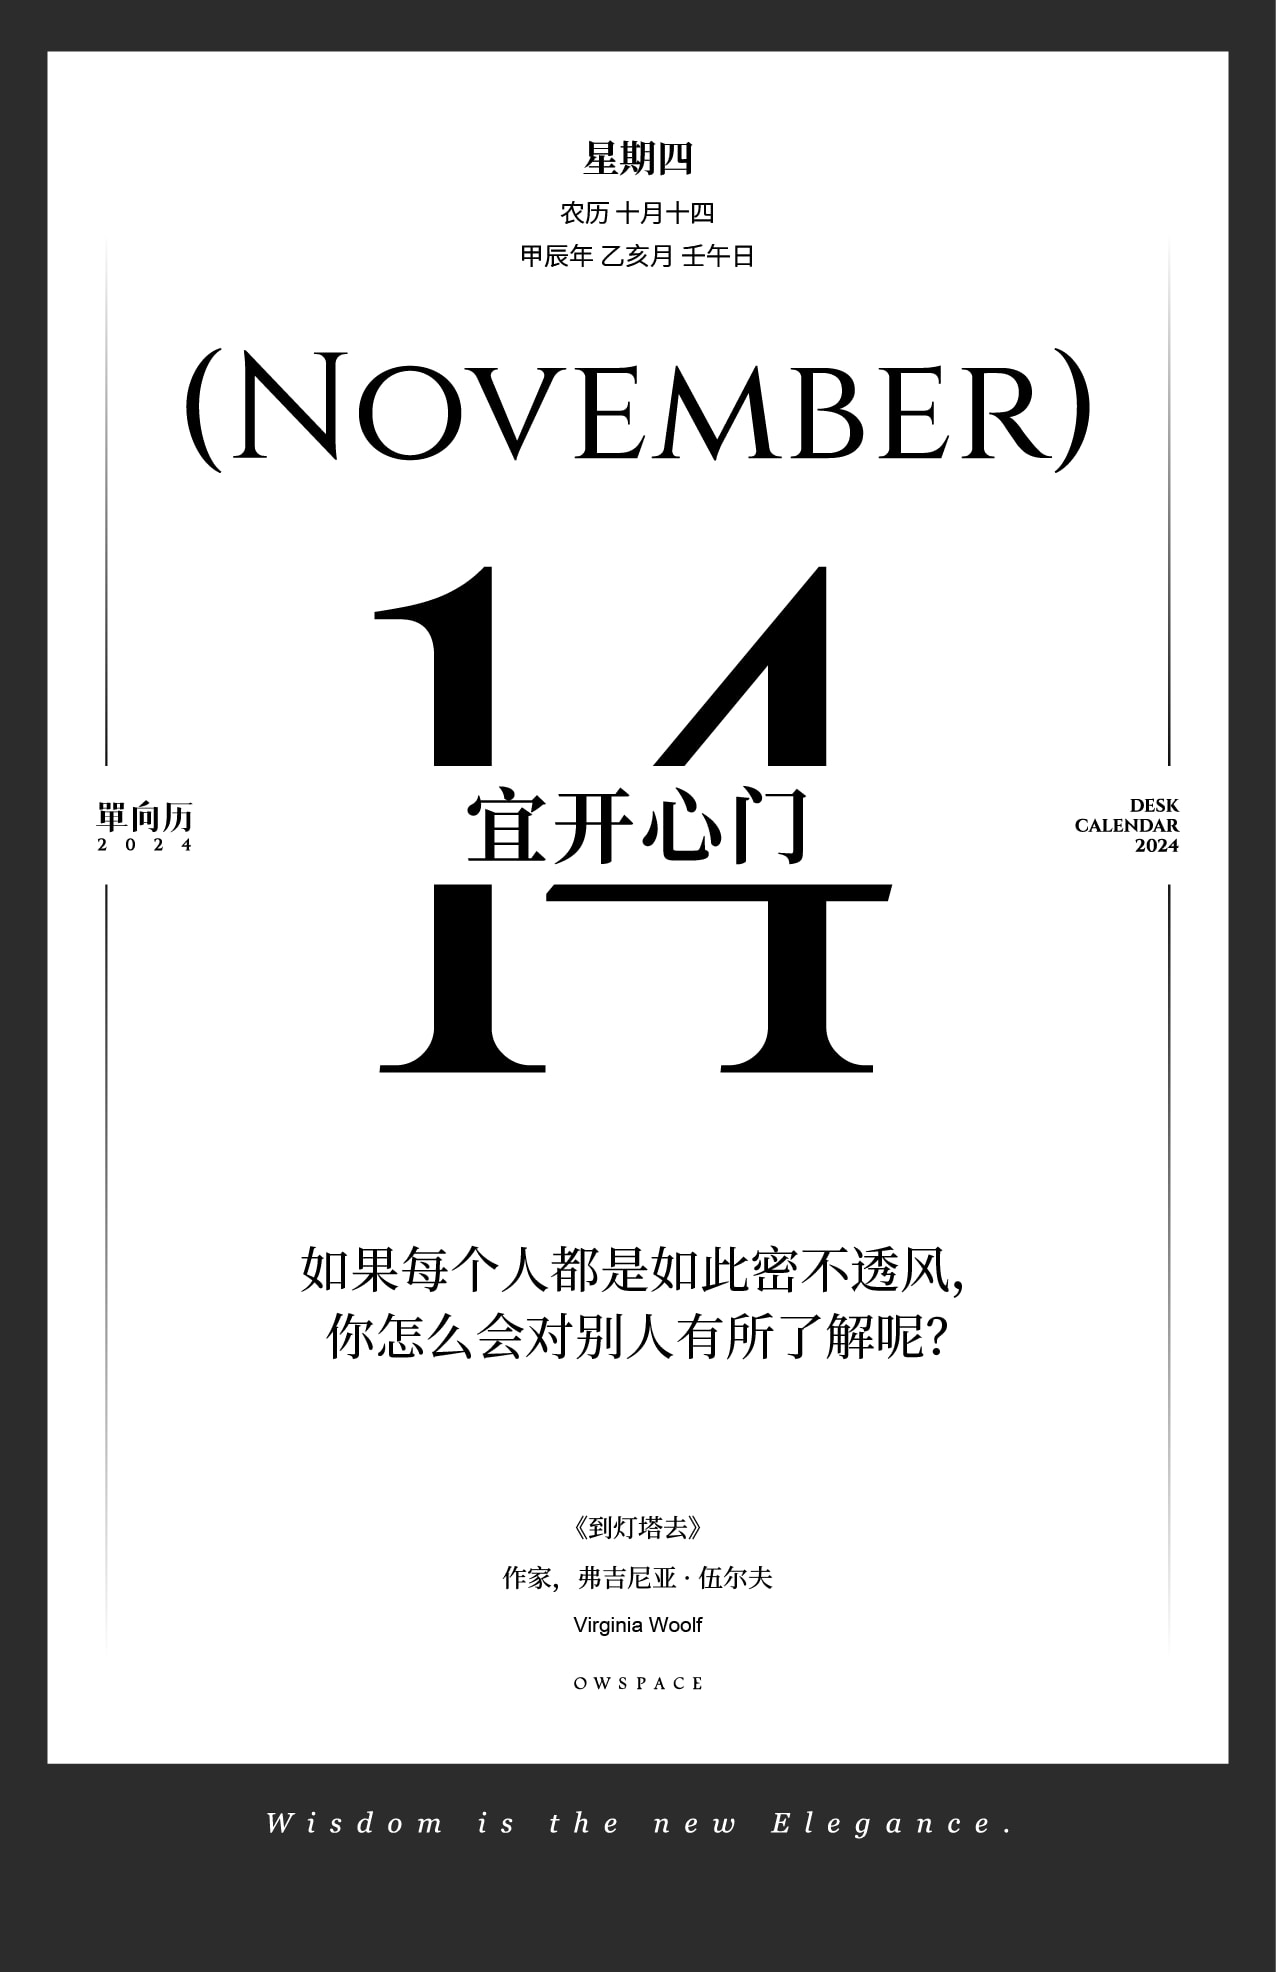 星期四
农历 十月十四
甲辰年 乙亥月 壬午日
(NOVEMBER)
14
單向历
2024
宜开心门
DESK
CALENDAR
2024
如果每个人都是如此密不透风，
你怎么会对别人有所了解呢？
《到灯塔去》
作家，弗吉尼亚·伍尔夫
Virginia Woolf
OWSPACE
Wisdom is the new Elegance.